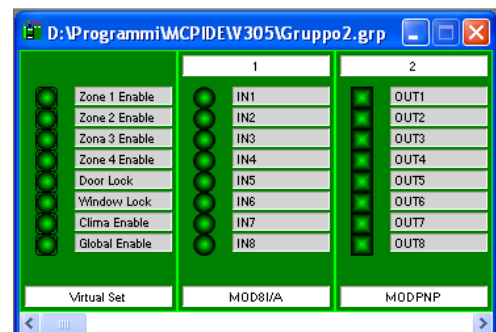 D:\Programmi\MCPIDE\V305\Gruppo2.grp
1
2
Zone 1 Enable
IN1
OUT1
Zone 2 Enable
IN2
OUT2
Zona 3 Enable
IN3
OUT3
Zone 4 Enable
IN4
OUT4
Door Lock
IN5
OUT5
Window Lock
IN6
OUT6
Clima Enable
IN7
OUT7
Global Enable
IN8
OUT8
Virtual Set
MOD8I/A
MODPNP